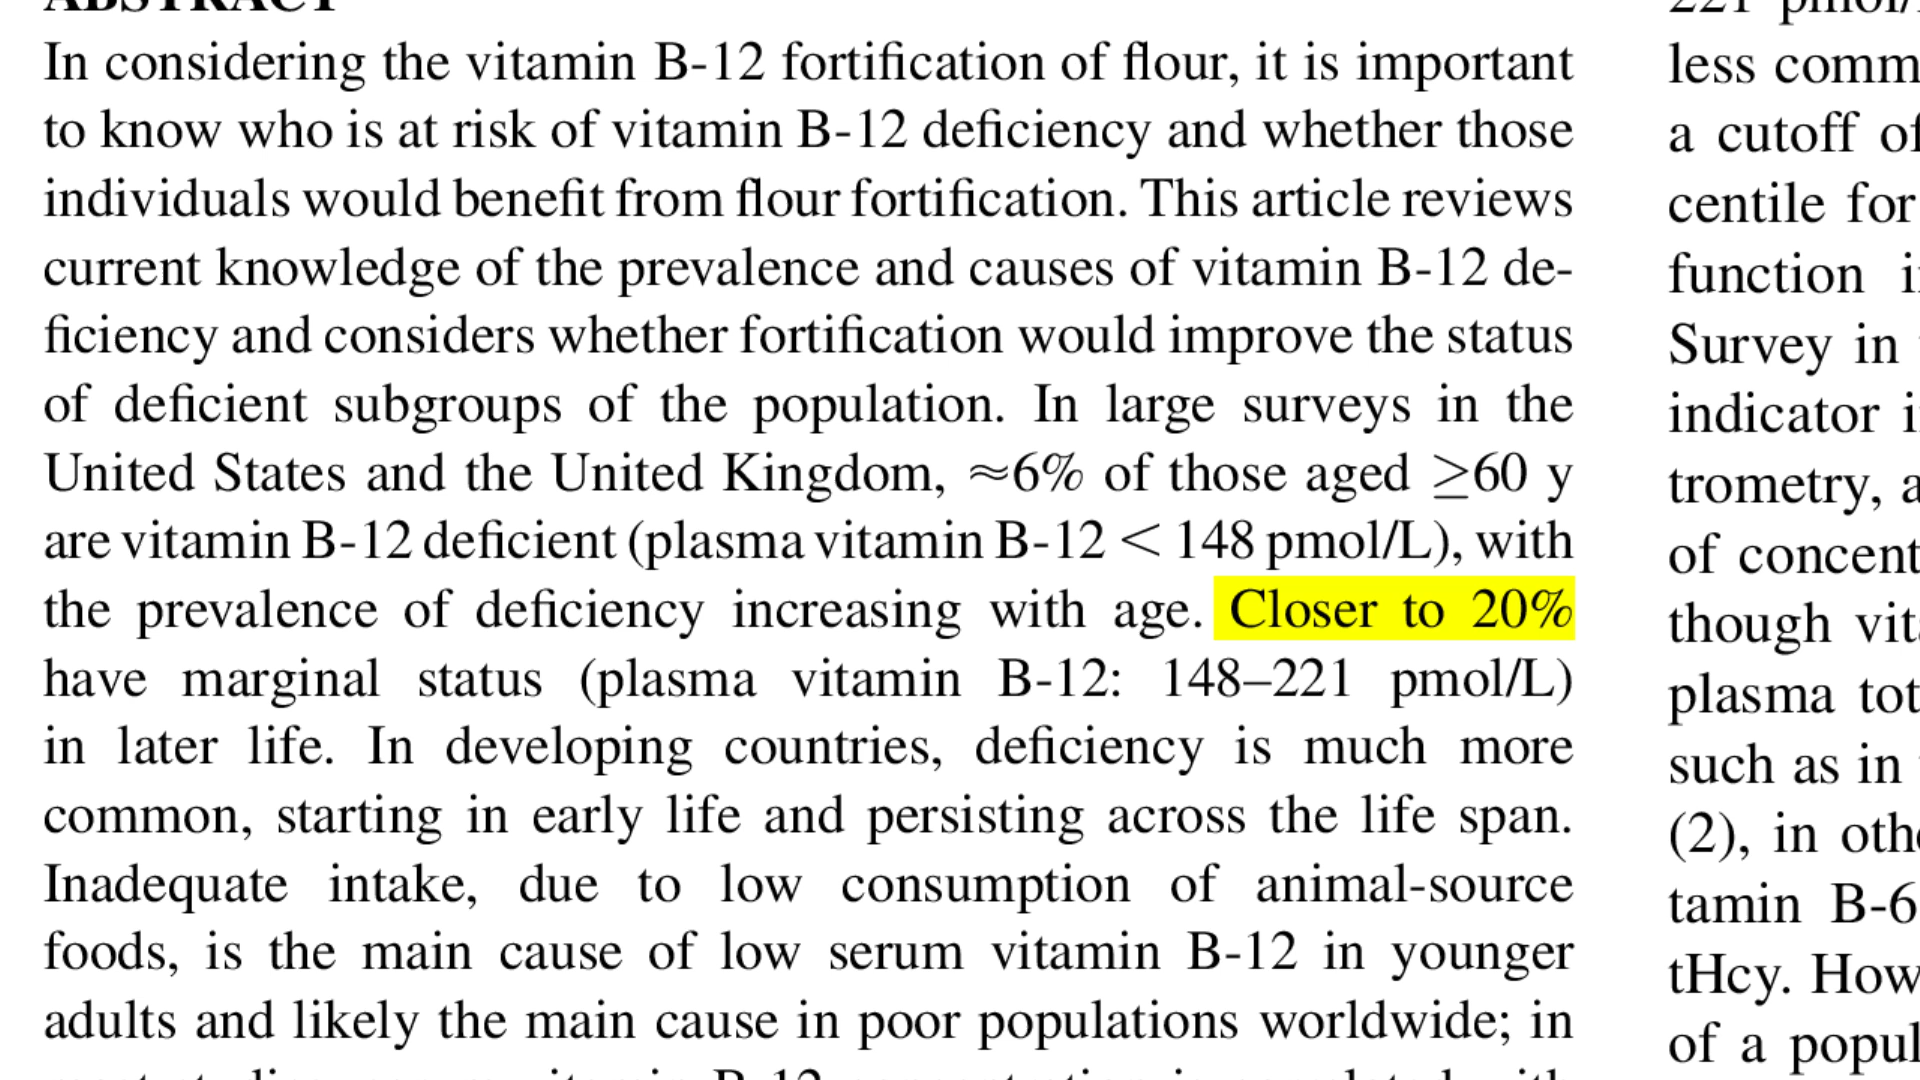 ABSTRACT
In considering the vitamin B-12 fortification of flour, it is important
to know who is at risk of vitamin B-12 deficiency and whether those
individuals would benefit from flour fortification. This article reviews
current knowledge of the prevalence and causes of vitamin B-12 de-
ficiency and considers whether fortification would improve the status
of deficient subgroups of the population. In large surveys in the
United States and the United Kingdom, ≈6% of those aged ≥60 y
are vitamin B-12 deficient (plasma vitamin B-12 < 148 pmol/L), with
the prevalence of deficiency increasing with age. Closer to 20%
have marginal status (plasma vitamin B-12: 148–221 pmol/L)
in later life. In developing countries, deficiency is much more
common, starting in early life and persisting across the life span.
Inadequate intake, due to low consumption of animal-source
foods, is the main cause of low serum vitamin B-12 in younger
adults and likely the main cause in poor populations worldwide; in
221
less
a cutoff
centile for
function
Survey in
indicator
trometry,
of
though
plasma
such as in
(2), in
tamin B-6
tHcy.
of a